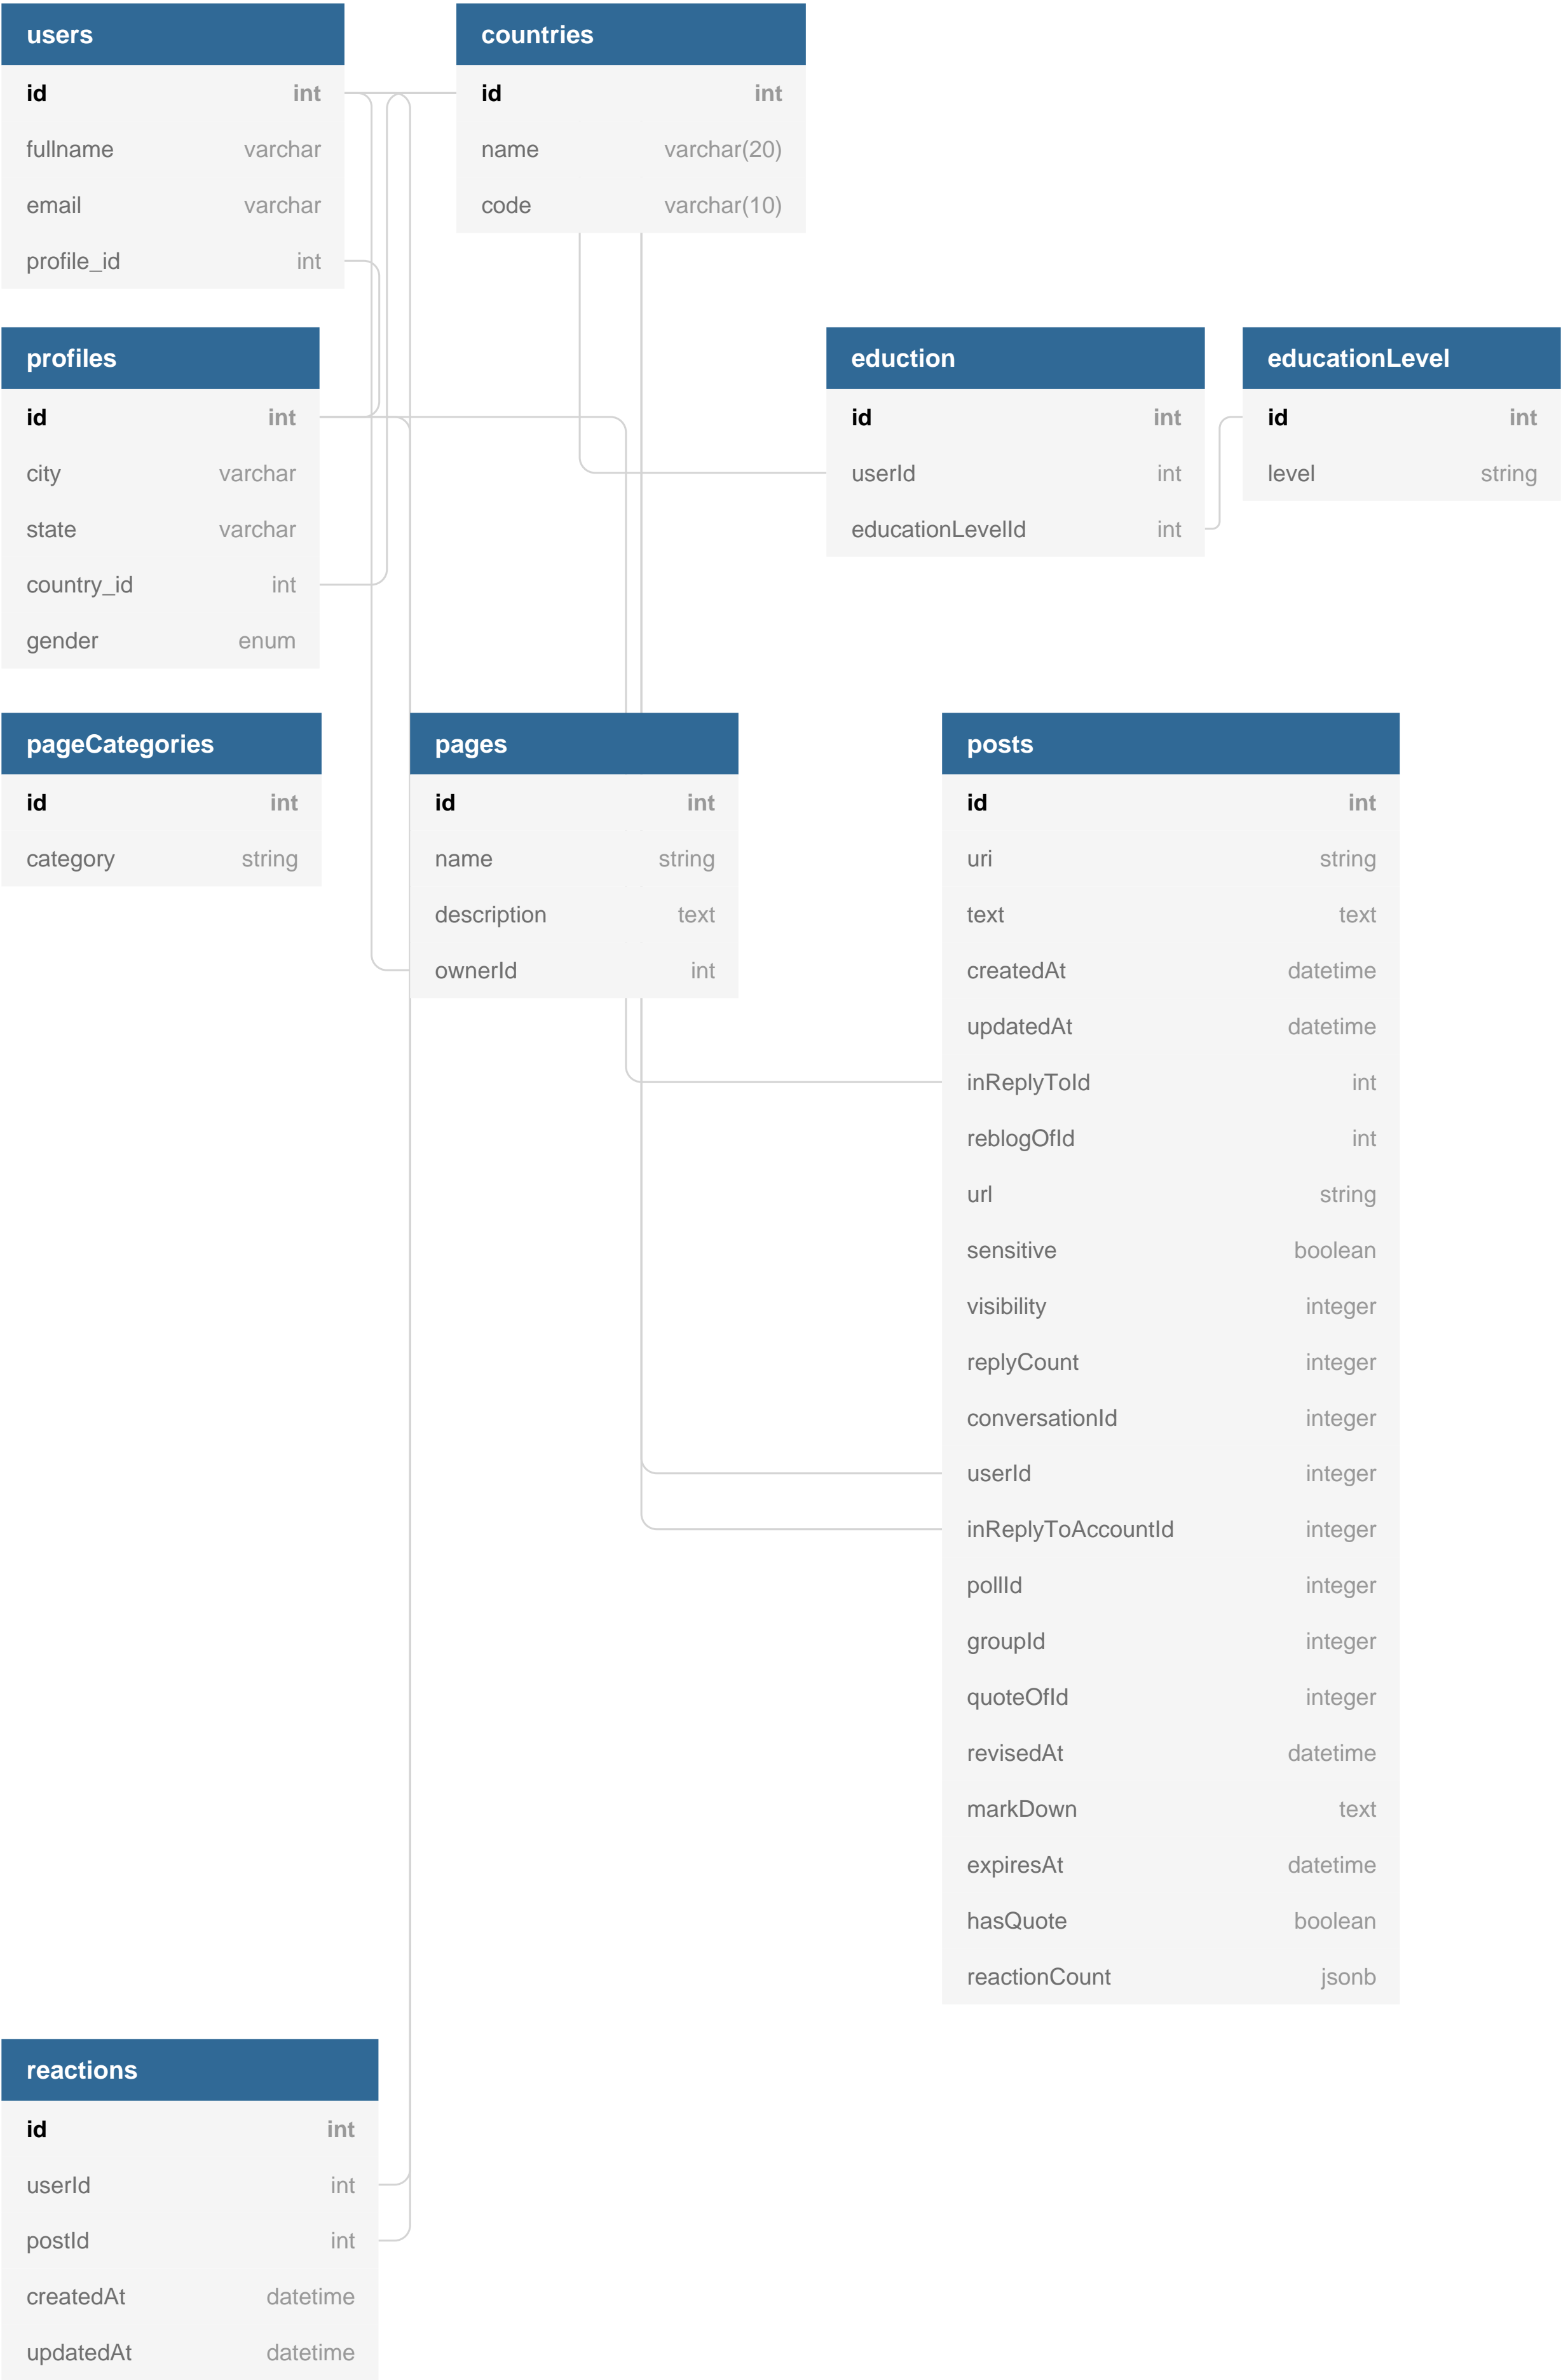 users
id int
fullname varchar
email varchar
profile_id int
countries
id int
name varchar(20)
code varchar(10)
profiles
id int
city varchar
state varchar
country_id int
gender enum
eduction
id int
userId int
educationLevelId int
educationLevel
id int
level string
pageCategories
id int
category string
pages
id int
name string
description text
ownerId int
posts
id int
uri string
text text
createdAt datetime
updatedAt datetime
inReplyToId int
reblogOfId int
url string
sensitive boolean
visibility integer
replyCount integer
conversationId integer
userId integer
inReplyToAccountId integer
pollId integer
groupId integer
quoteOfId integer
revisedAt datetime
markDown text
expiresAt datetime
hasQuote boolean
reactionCount jsonb
reactions
id int
userId int
postId int
createdAt datetime
updatedAt datetime